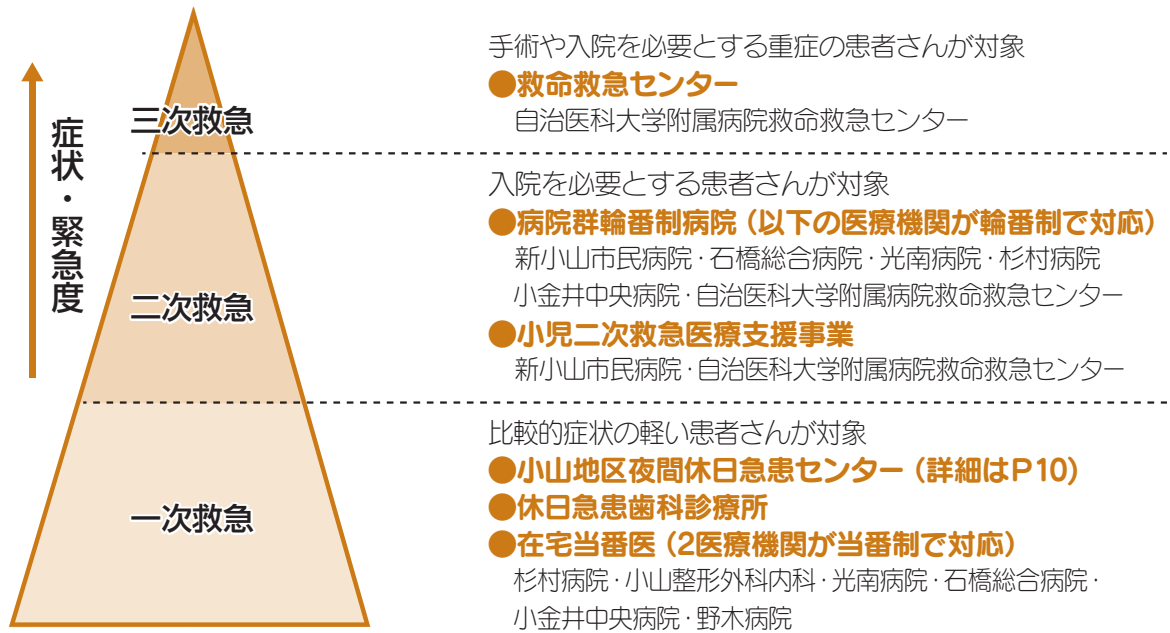 症状・緊急度
三次救急
手術や入院を必要とする重症の患者さんが対象
●救命救急センター
自治医科大学附属病院救命救急センター
二次救急
入院を必要とする患者さんが対象
●病院群輪番制病院（以下の医療機関が輪番制で対応）
新小山市民病院・石橋総合病院・光南病院・杉村病院
小金井中央病院・自治医科大学附属病院救命救急センター
●小児二次救急医療支援事業
新小山市民病院・自治医科大学附属病院救命救急センター
一次救急
比較的症状の軽い患者さんが対象
●小山地区夜間休日急患センター（詳細はP10）
●休日急患歯科診療所
●在宅当番医（2医療機関が当番制で対応）
杉村病院・小山整形外科内科・光南病院・石橋総合病院・
小金井中央病院・野木病院